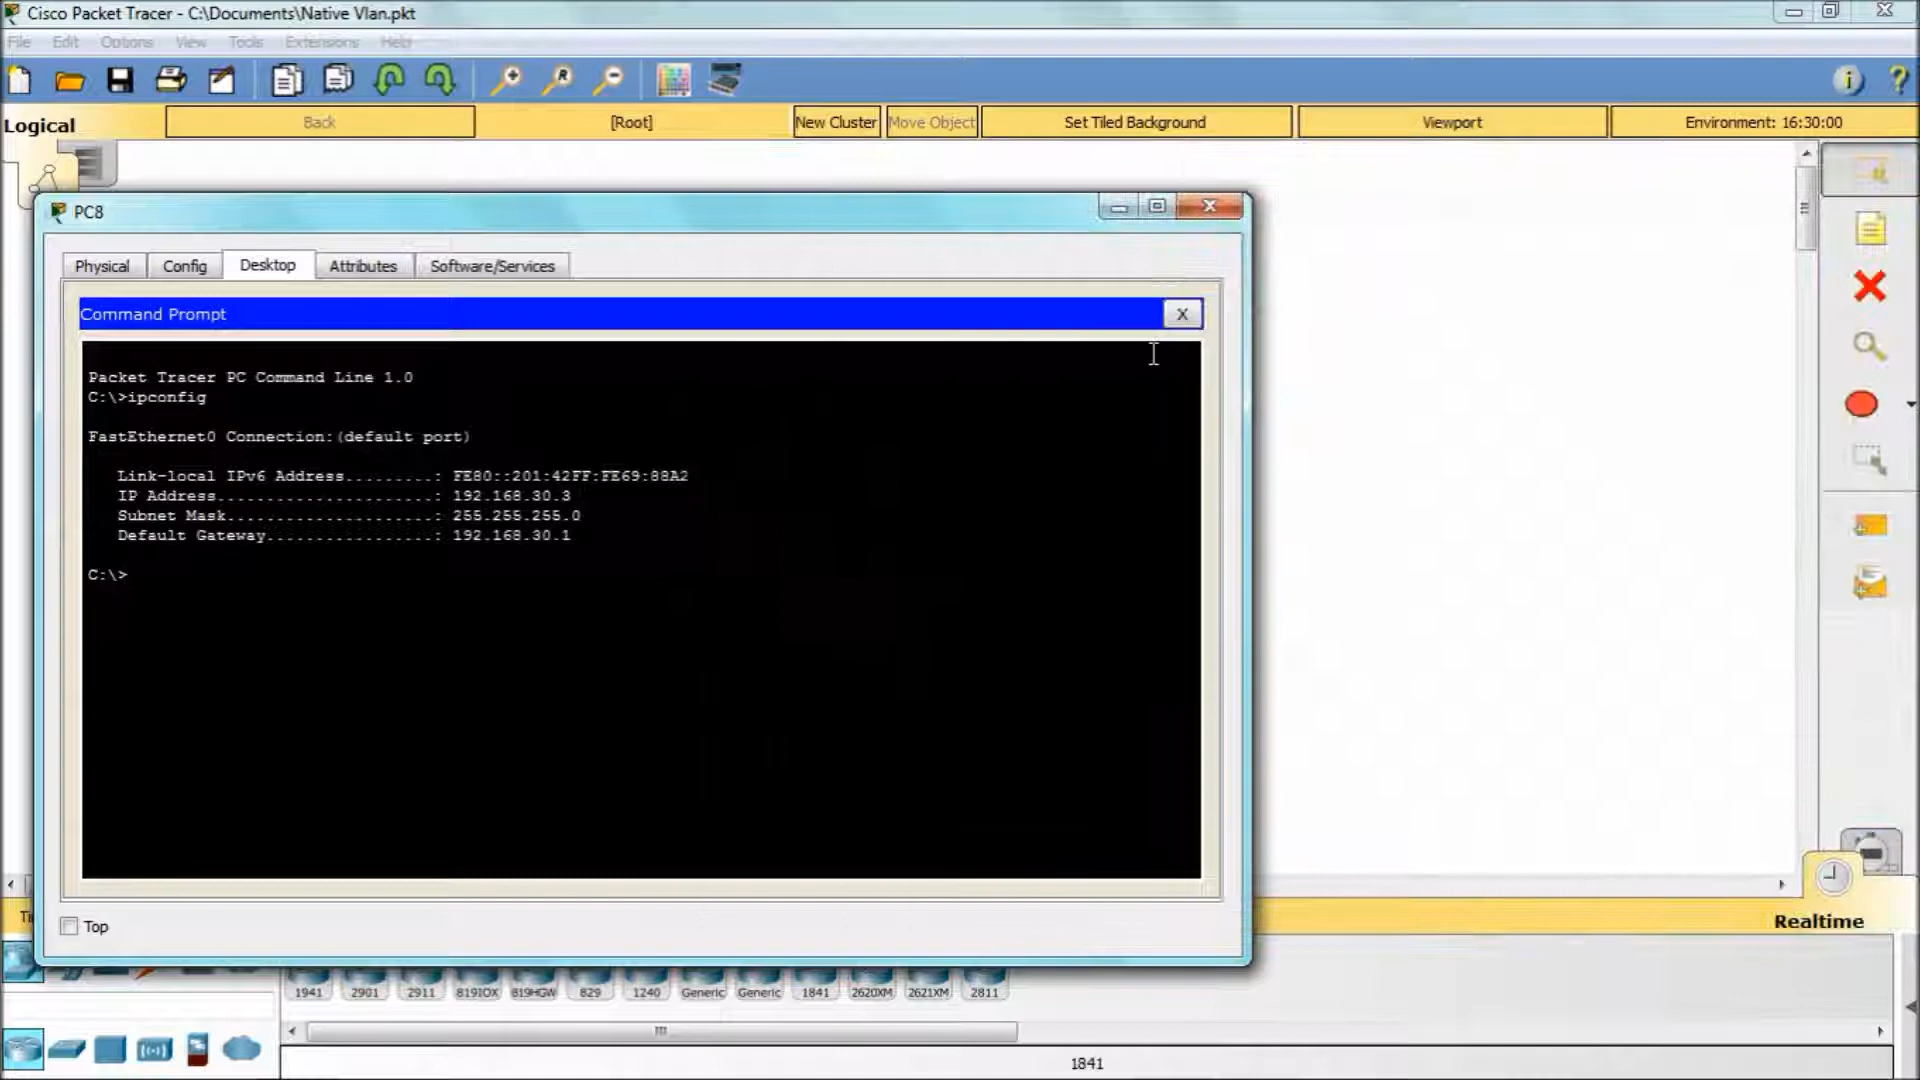 Cisco Packet Tracer - C:\Documents\Native Vlan.pkt
File Edit Options View Tools Extensions Help
Logical Back [Root] New Cluster Move Object Set Tiled Background Viewport Environment: 16:30:00
PC8
Physical Config Desktop Attributes Software/Services
Command Prompt X
Packet Tracer PC Command Line 1.0
C:\>ipconfig
FastEthernet0 Connection:(default port)
Link-local IPv6 Address.........: FE80::201:42FF:FE69:88A2
IP Address......................: 192.168.30.3
Subnet Mask.....................: 255.255.255.0
Default Gateway.................: 192.168.30.1
C:\>
Top
Realtime
1941 2901 2911 819IOX 819HGW 829 1240 Generic Generic 1841 2620XM 2621XM 2811
1841